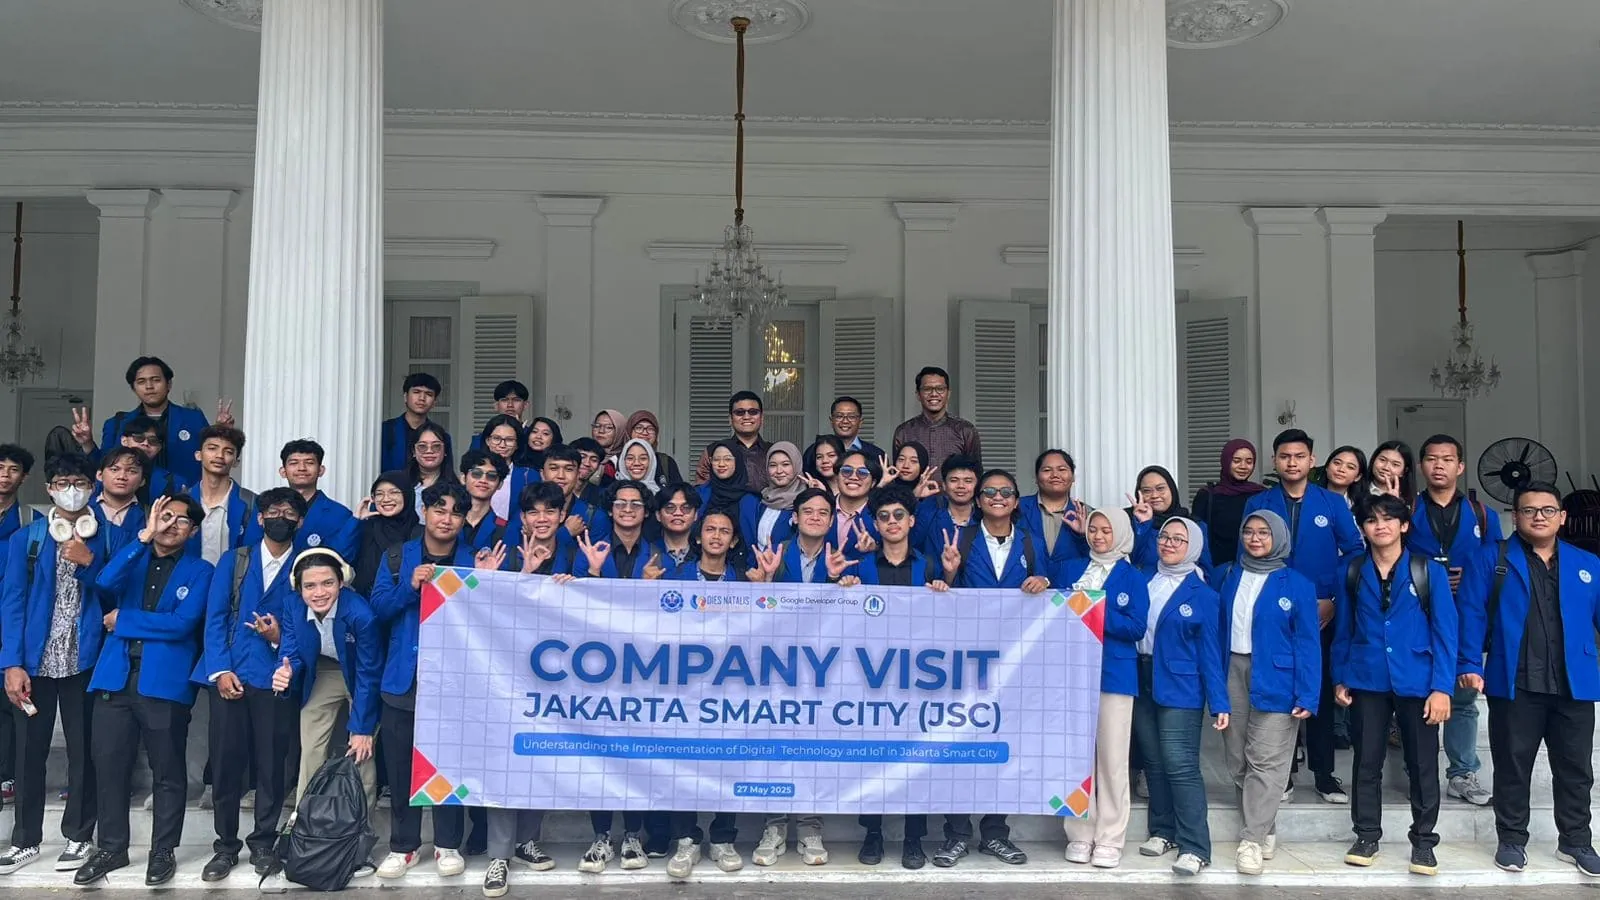 DIES NATALIS
Google Developer Group
COMPANY VISIT
JAKARTA SMART CITY (JSC)
Understanding the Implementation of Digital Technology and IoT in Jakarta Smart City
27 May 2025